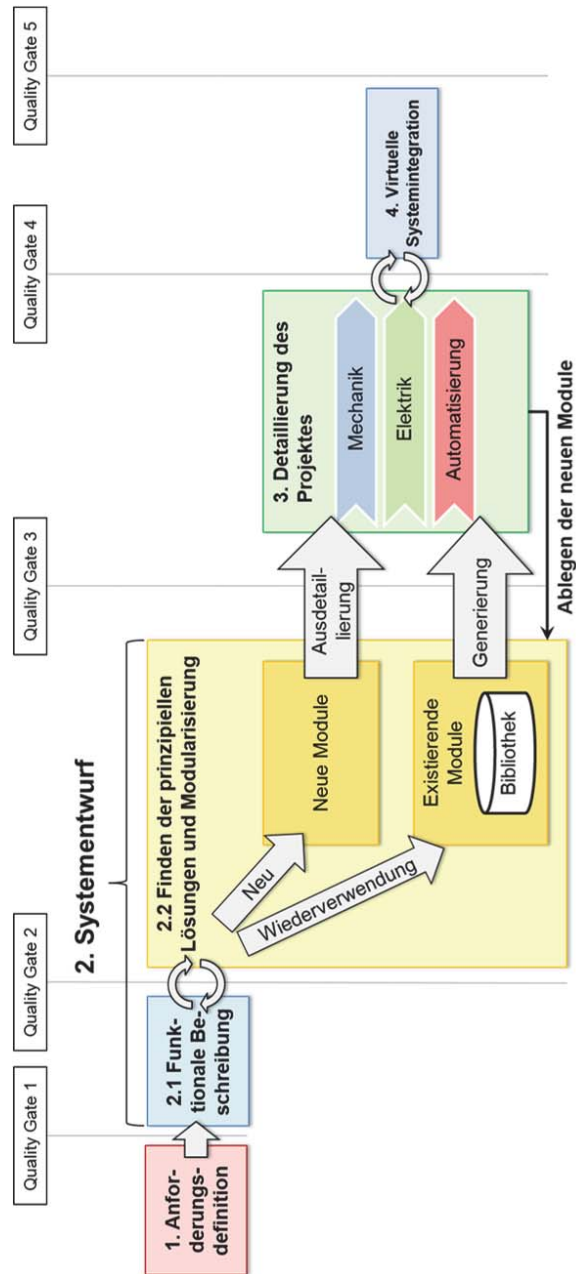 Quality Gate 1
Quality Gate 2
Quality Gate 3
Quality Gate 4
Quality Gate 5
2. Systementwurf
1. Anfor-
derungs-
definition
2.1 Funk-
tionale Be-
schreibung
2.2 Finden der prinzipiellen
Lösungen und Modularisierung
Neu
Wiederverwendung
Neue Module
Existierende
Module
Bibliothek
Ausdetail-
lierung
Generierung
3. Detaillierung des
Projektes
Mechanik
Elektrik
Automatisierung
4. Virtuelle
Systemintegration
Ablegen der neuen Module